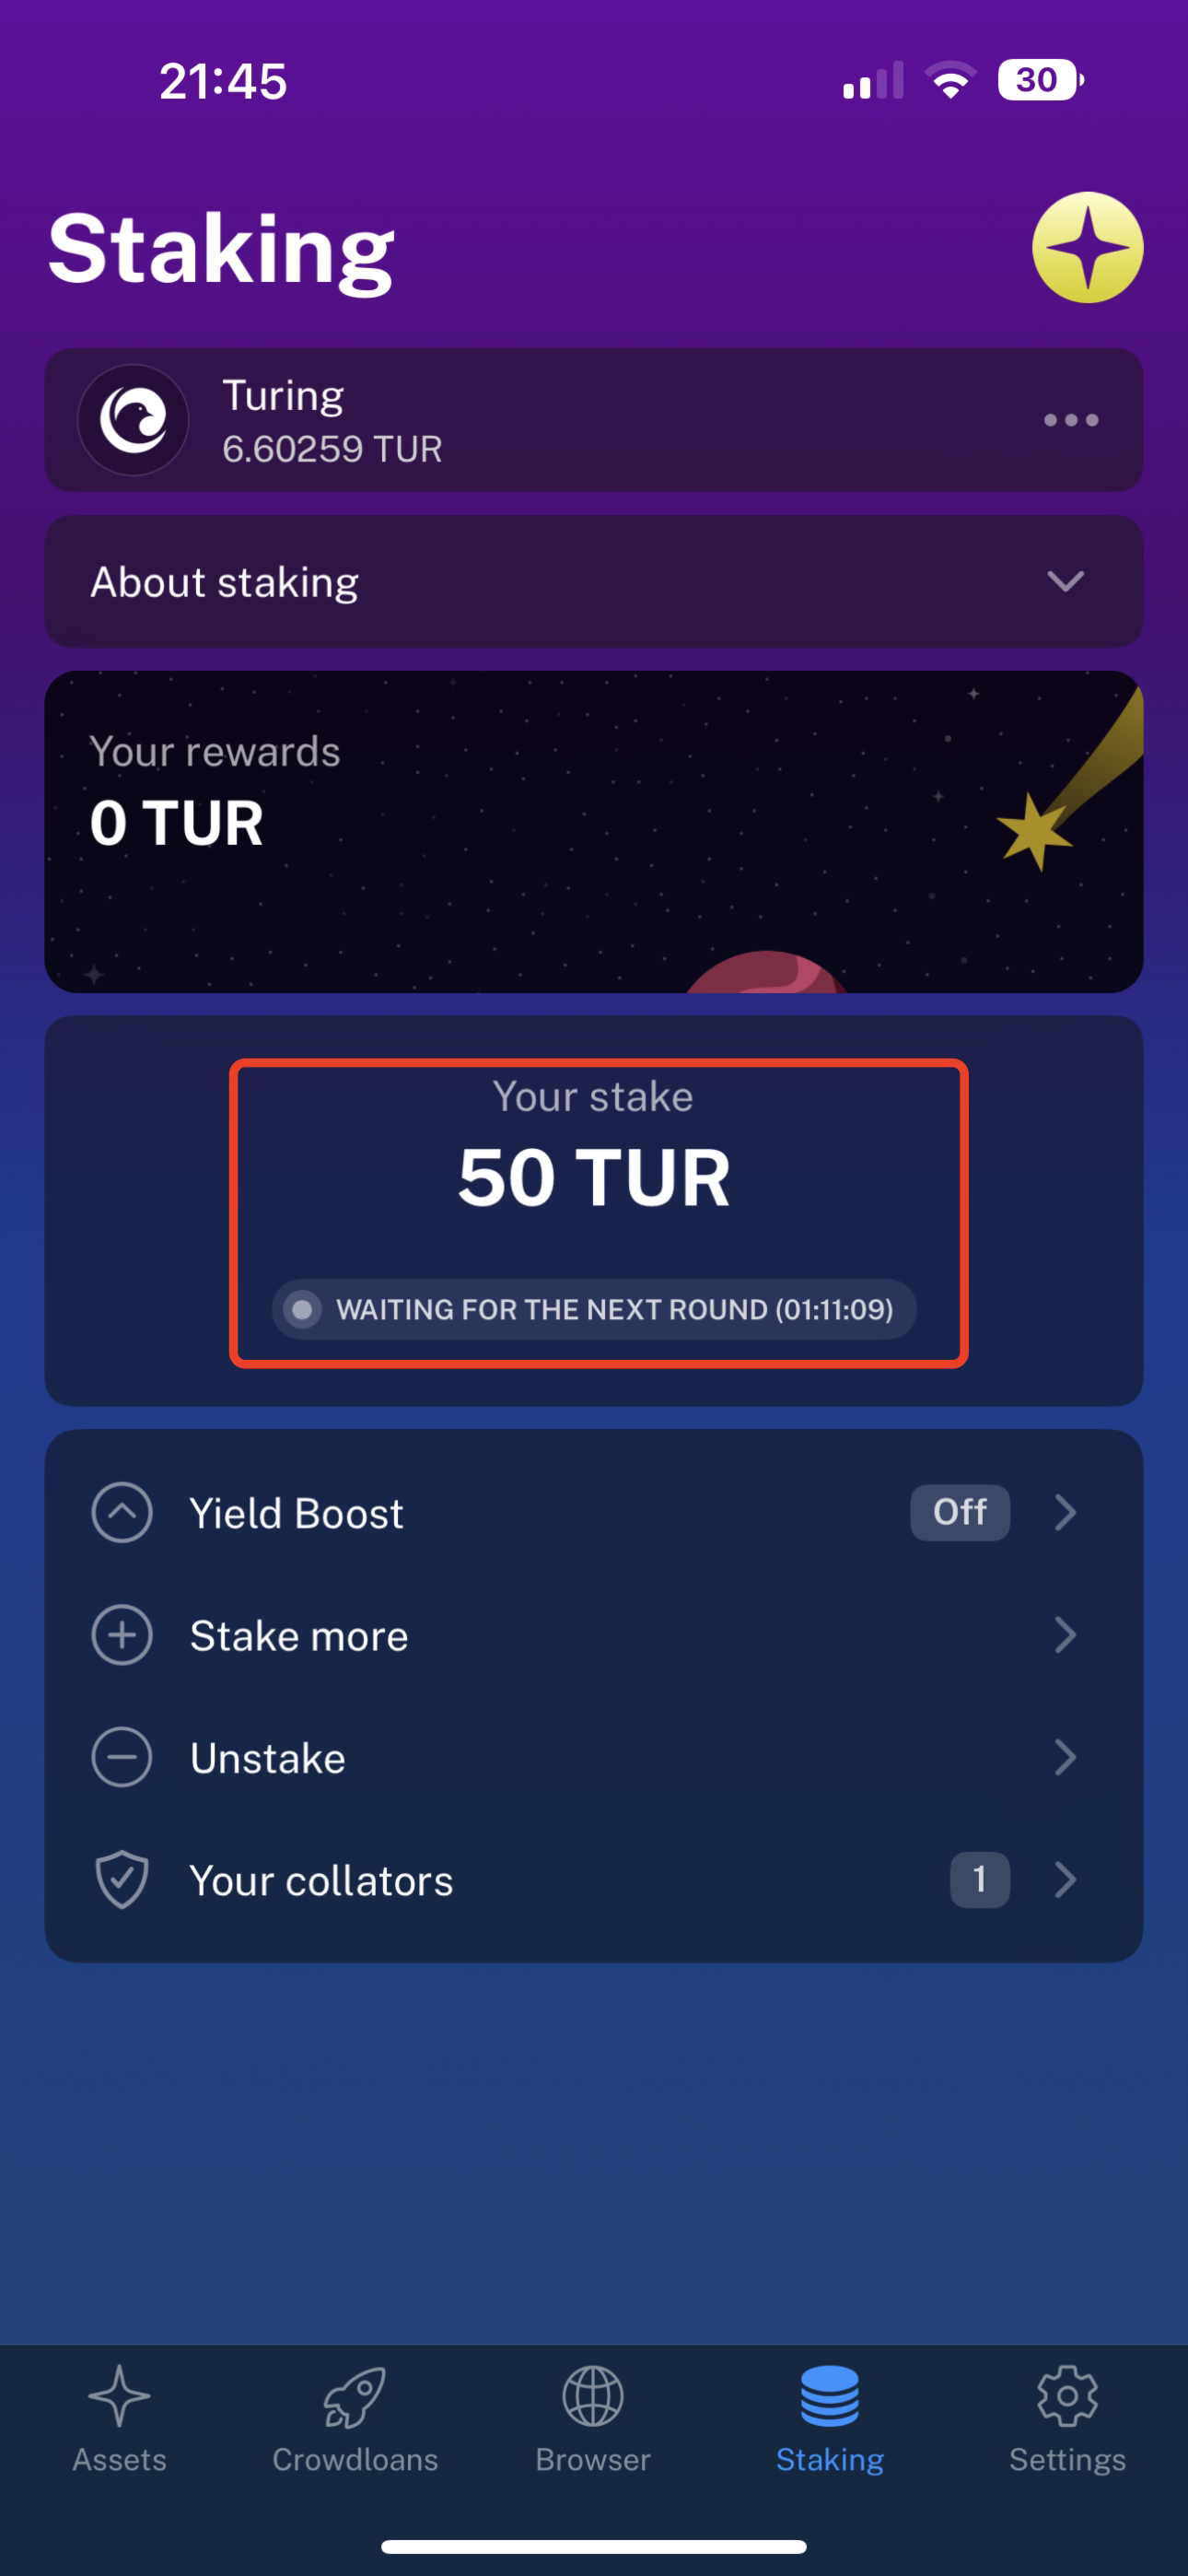 21:45
30
Staking
Turing
6.60259 TUR
About staking
Your rewards
0 TUR
Your stake
50 TUR
WAITING FOR THE NEXT ROUND (01:11:09)
Yield Boost
Off
Stake more
Unstake
Your collators
1
Assets
Crowdloans
Browser
Staking
Settings